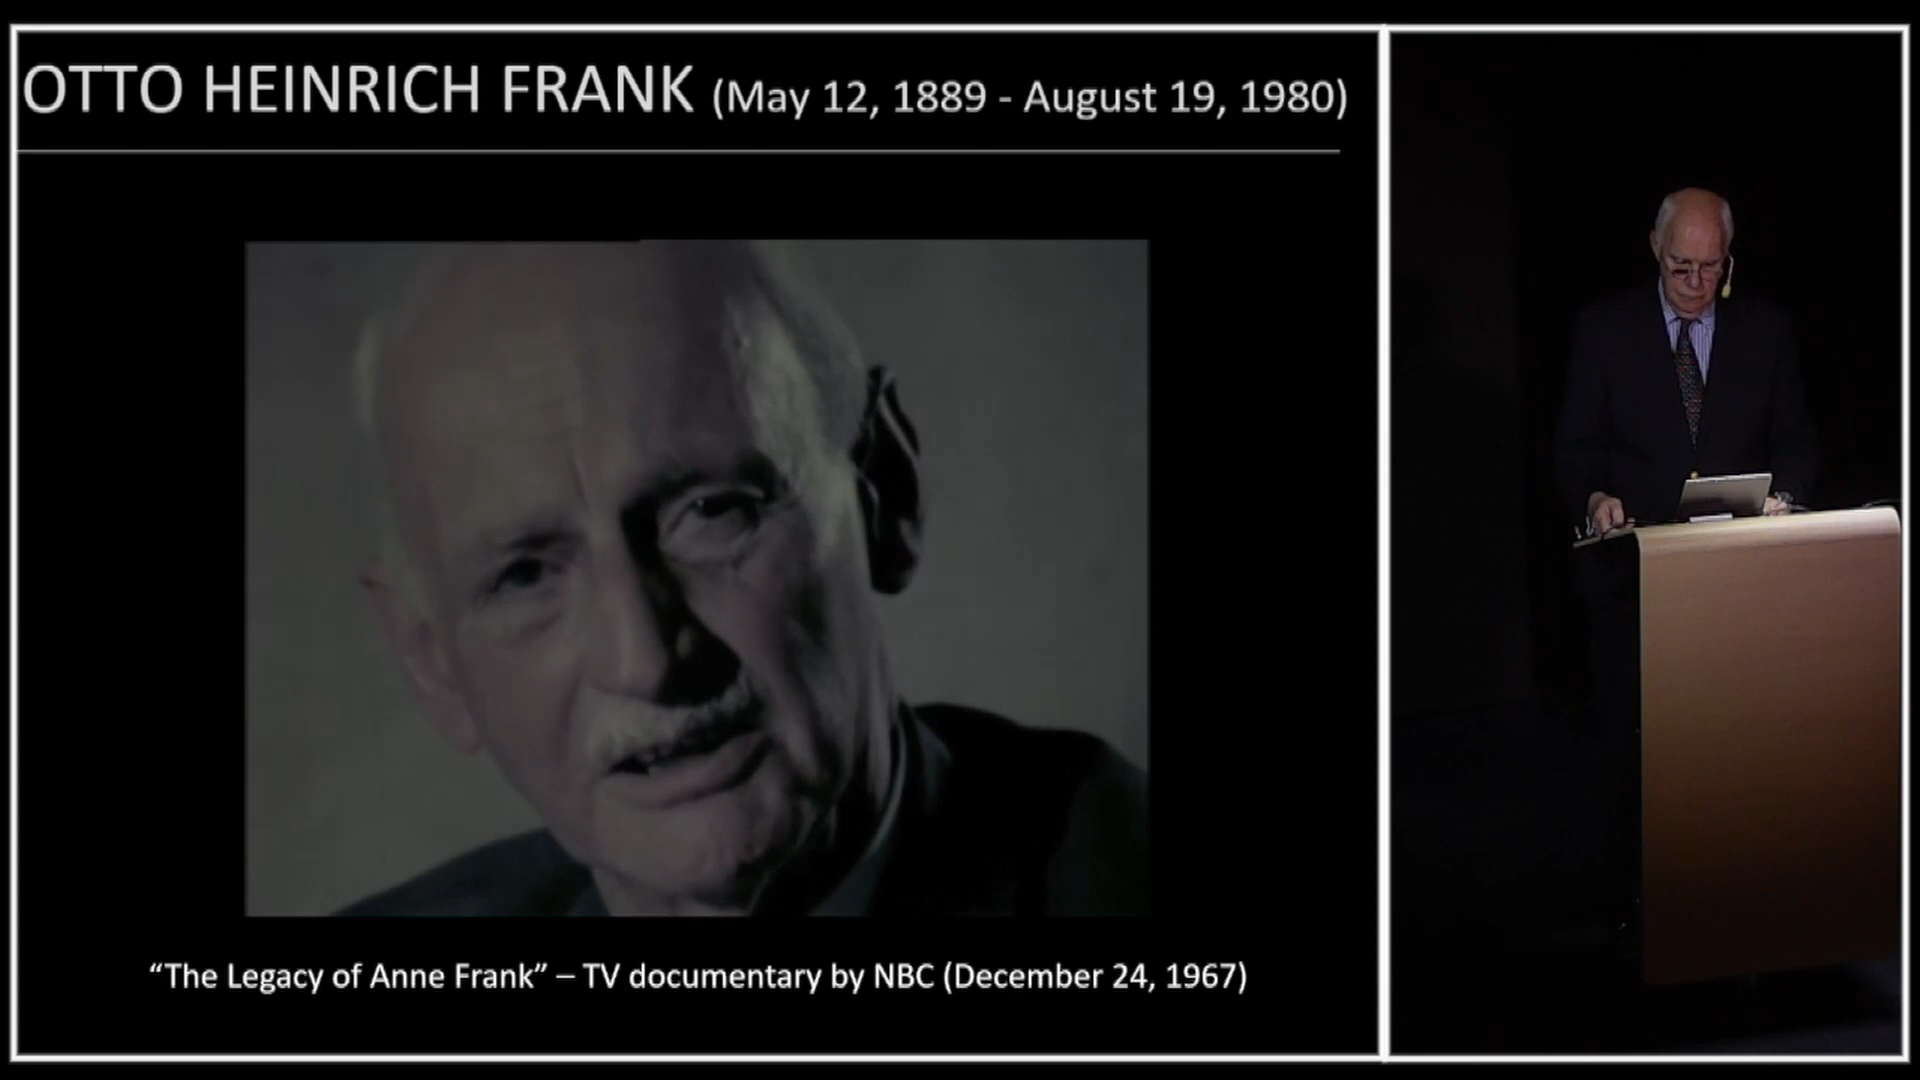 OTTO HEINRICH FRANK (May 12, 1889 - August 19, 1980)
“The Legacy of Anne Frank” – TV documentary by NBC (December 24, 1967)